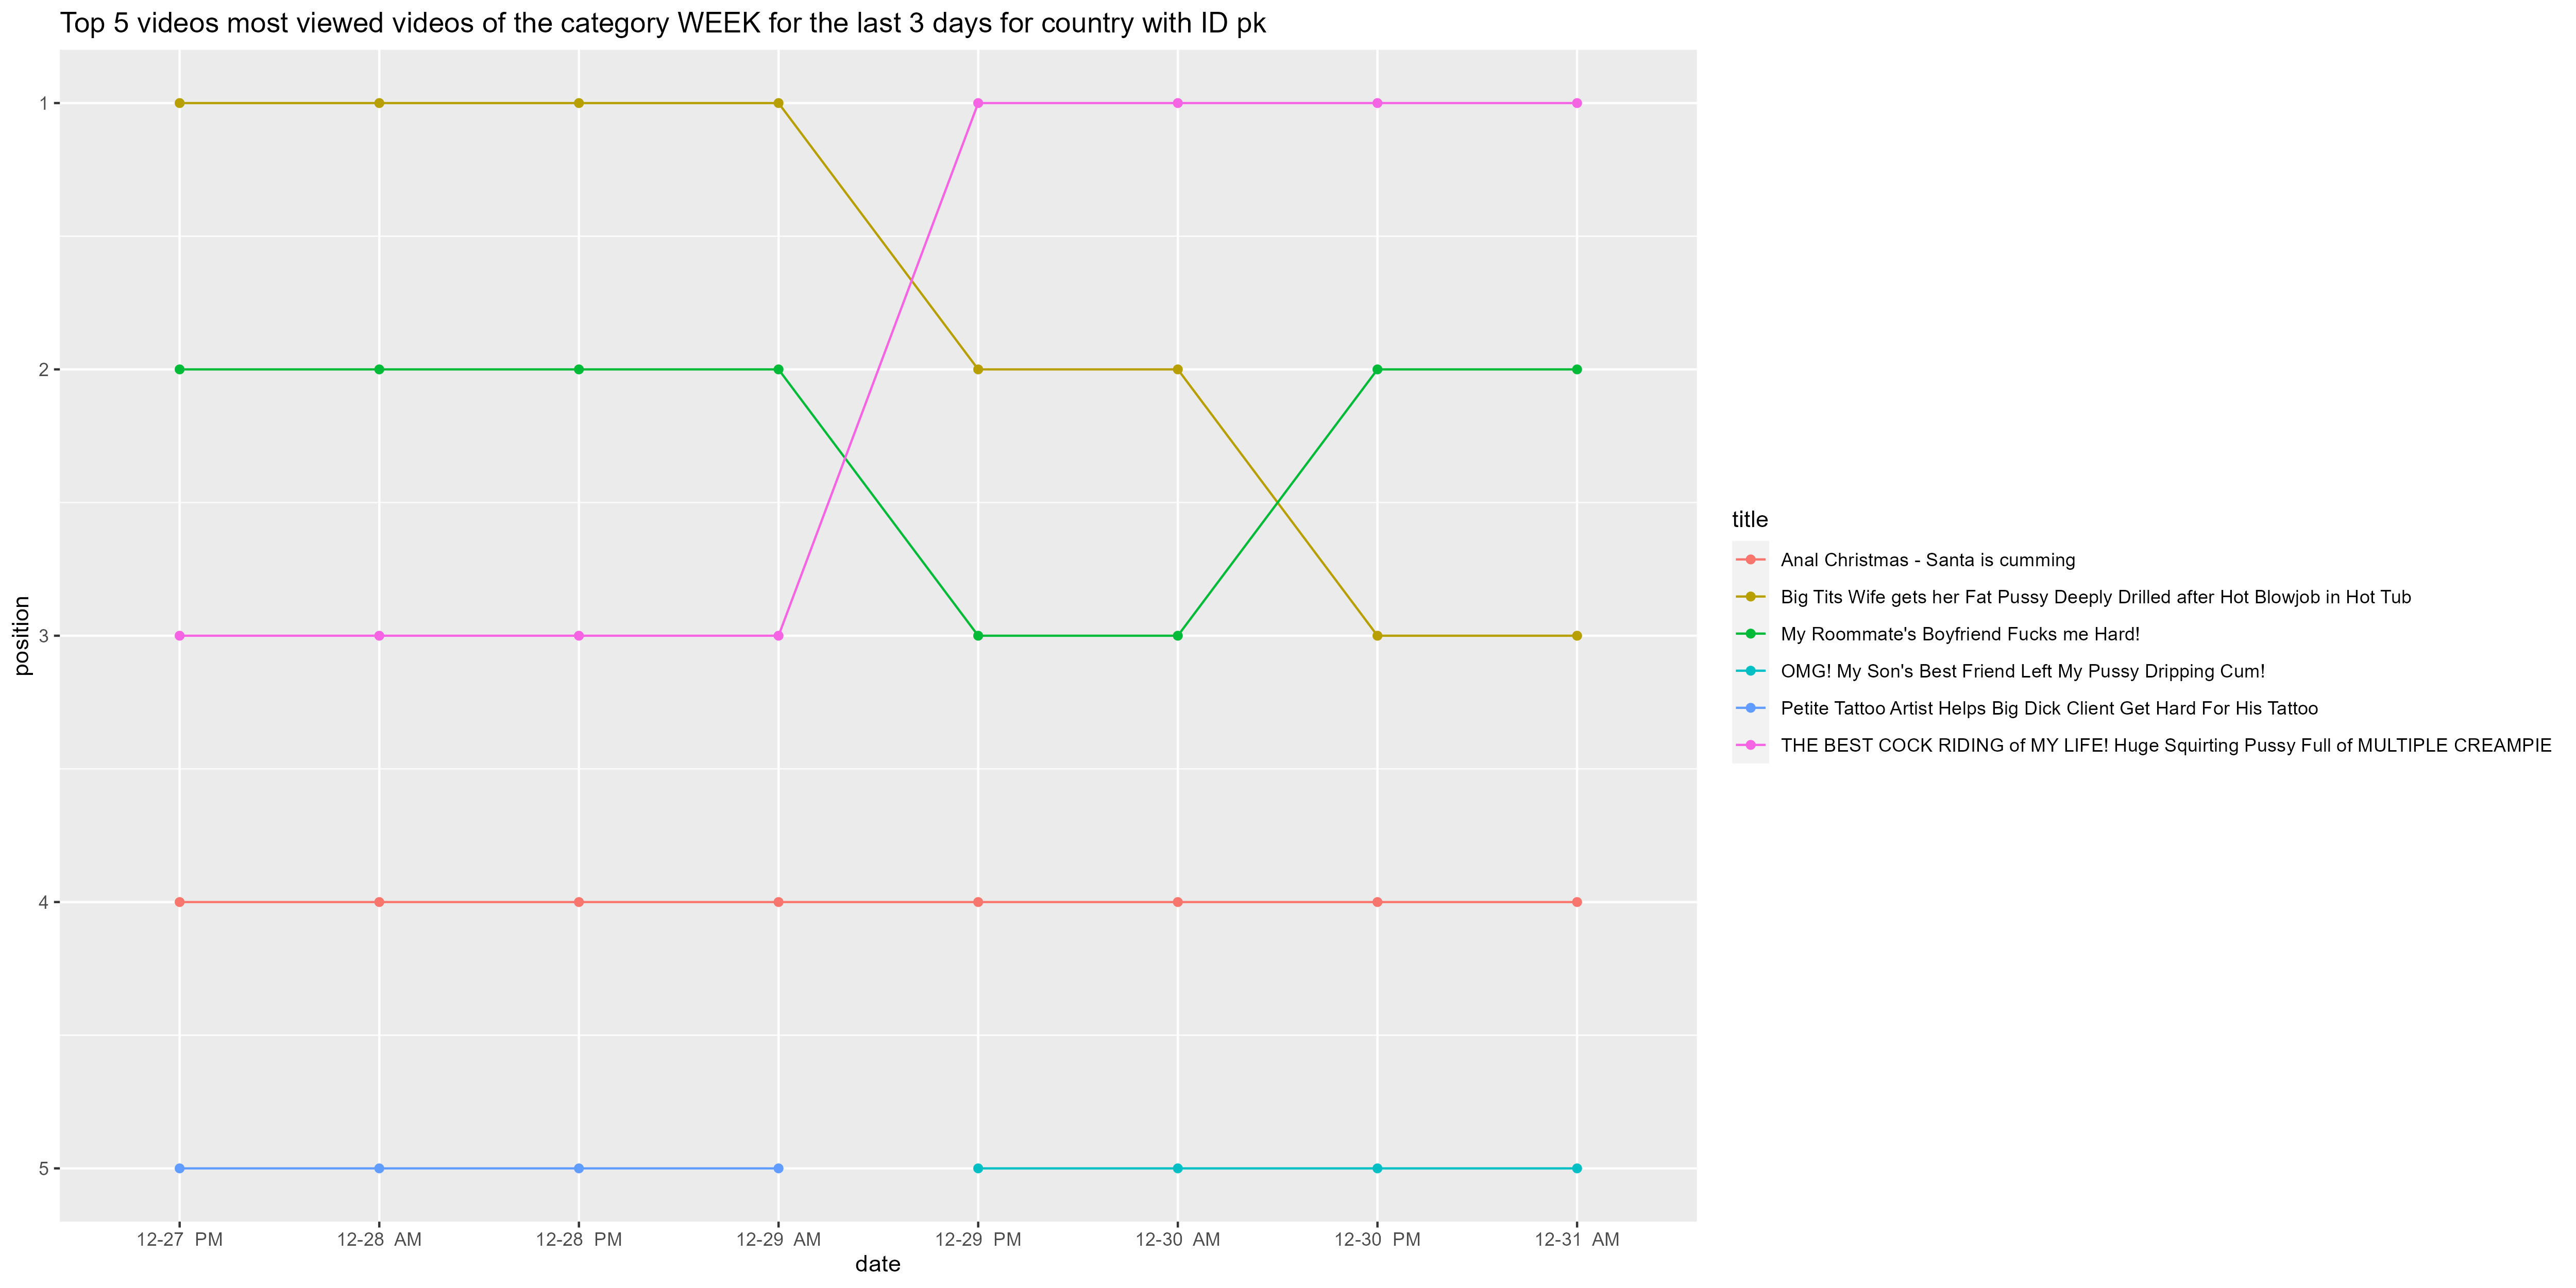 Top 5 videos most viewed videos of the category WEEK for the last 3 days for country with ID pk
position
1
2
3
4
5
12-27 PM
12-28 AM
12-28 PM
12-29 AM
12-29 PM
12-30 AM
12-30 PM
12-31 AM
date
title
Anal Christmas - Santa is cumming
Big Tits Wife gets her Fat Pussy Deeply Drilled after Hot Blowjob in Hot Tub
My Roommate's Boyfriend Fucks me Hard!
OMG! My Son's Best Friend Left My Pussy Dripping Cum!
Petite Tattoo Artist Helps Big Dick Client Get Hard For His Tattoo
THE BEST COCK RIDING of MY LIFE! Huge Squirting Pussy Full of MULTIPLE CREAMPIE